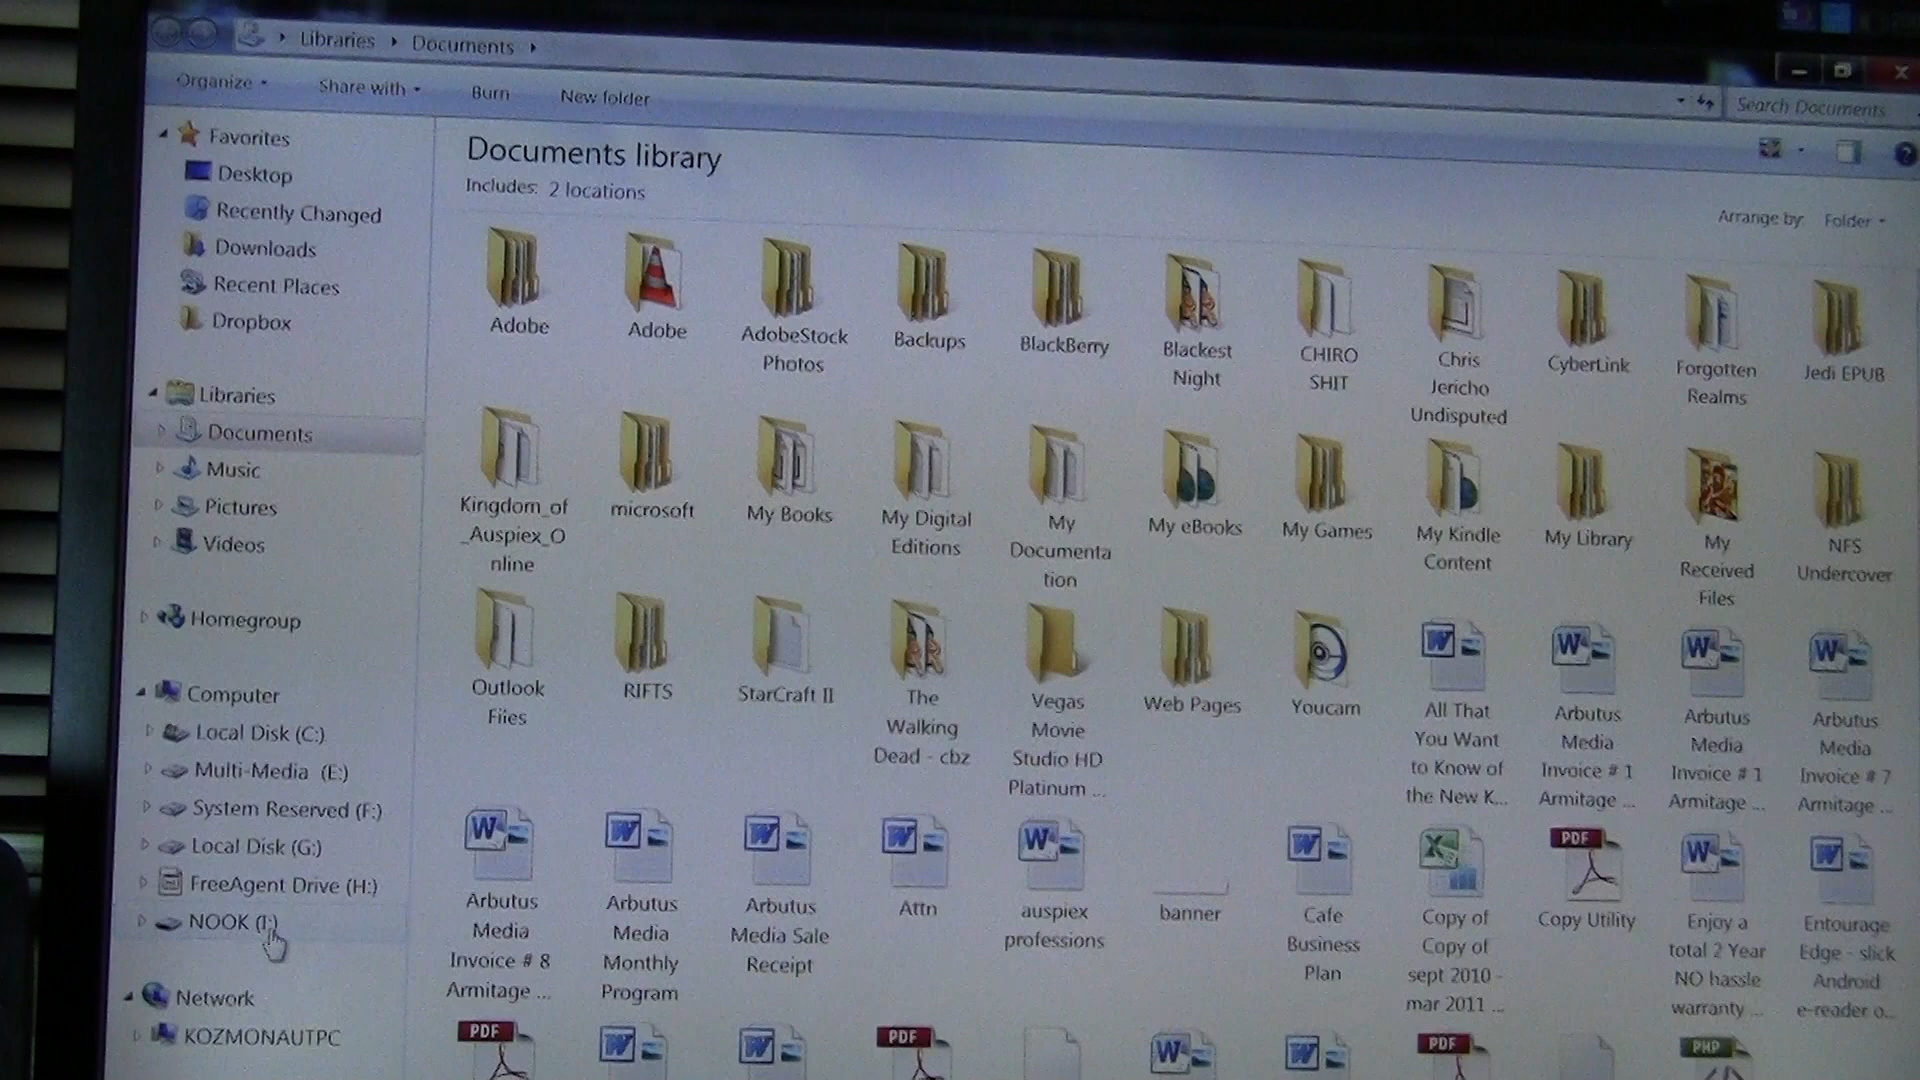 Libraries Documents
Organize Share with Burn New folder
Search Documents
Favorites
Desktop
Recently Changed
Downloads
Recent Places
Dropbox
Libraries
Documents
Music
Pictures
Videos
Homegroup
Computer
Local Disk (C:)
Multi-Media (E:)
System Reserved (F:)
Local Disk (G:)
FreeAgent Drive (H:)
NOOK (I:)
Network
KOZMONAUTPC
Documents library
Includes: 2 locations
Arrange by: Folder
Adobe
Adobe
AdobeStock
Photos
Backups
BlackBerry
Blackest
Night
CHIRO
SHIT
Chris
Jericho
Undisputed
CyberLink
Forgotten
Realms
Jedi EPUB
Kingdom_of
_Auspiex_O
nline
microsoft
My Books
My Digital
Editions
My
Documenta
tion
My eBooks
My Games
My Kindle
Content
My Library
My
Received
Files
NFS
Undercover
Outlook
Files
RIFTS
StarCraft II
The
Walking
Dead - cbz
Vegas
Movie
Studio HD
Platinum ...
Web Pages
Youcam
All That
You Want
to Know of
the New K...
Arbutus
Media
Invoice # 1
Armitage ...
Arbutus
Media
Invoice # 1
Armitage ...
Arbutus
Media
Invoice # 7
Armitage ...
Arbutus
Media
Invoice # 8
Armitage ...
Arbutus
Media
Monthly
Program
Arbutus
Media Sale
Receipt
Attn
auspiex
professions
banner
Cafe
Business
Plan
Copy of
Copy of
sept 2010 -
mar 2011 ...
PDF
Copy Utility
Enjoy a
total 2 Year
NO hassle
warranty ...
Entourage
Edge - slick
Android
e-reader o...
PDF
PDF
PDF
PHP